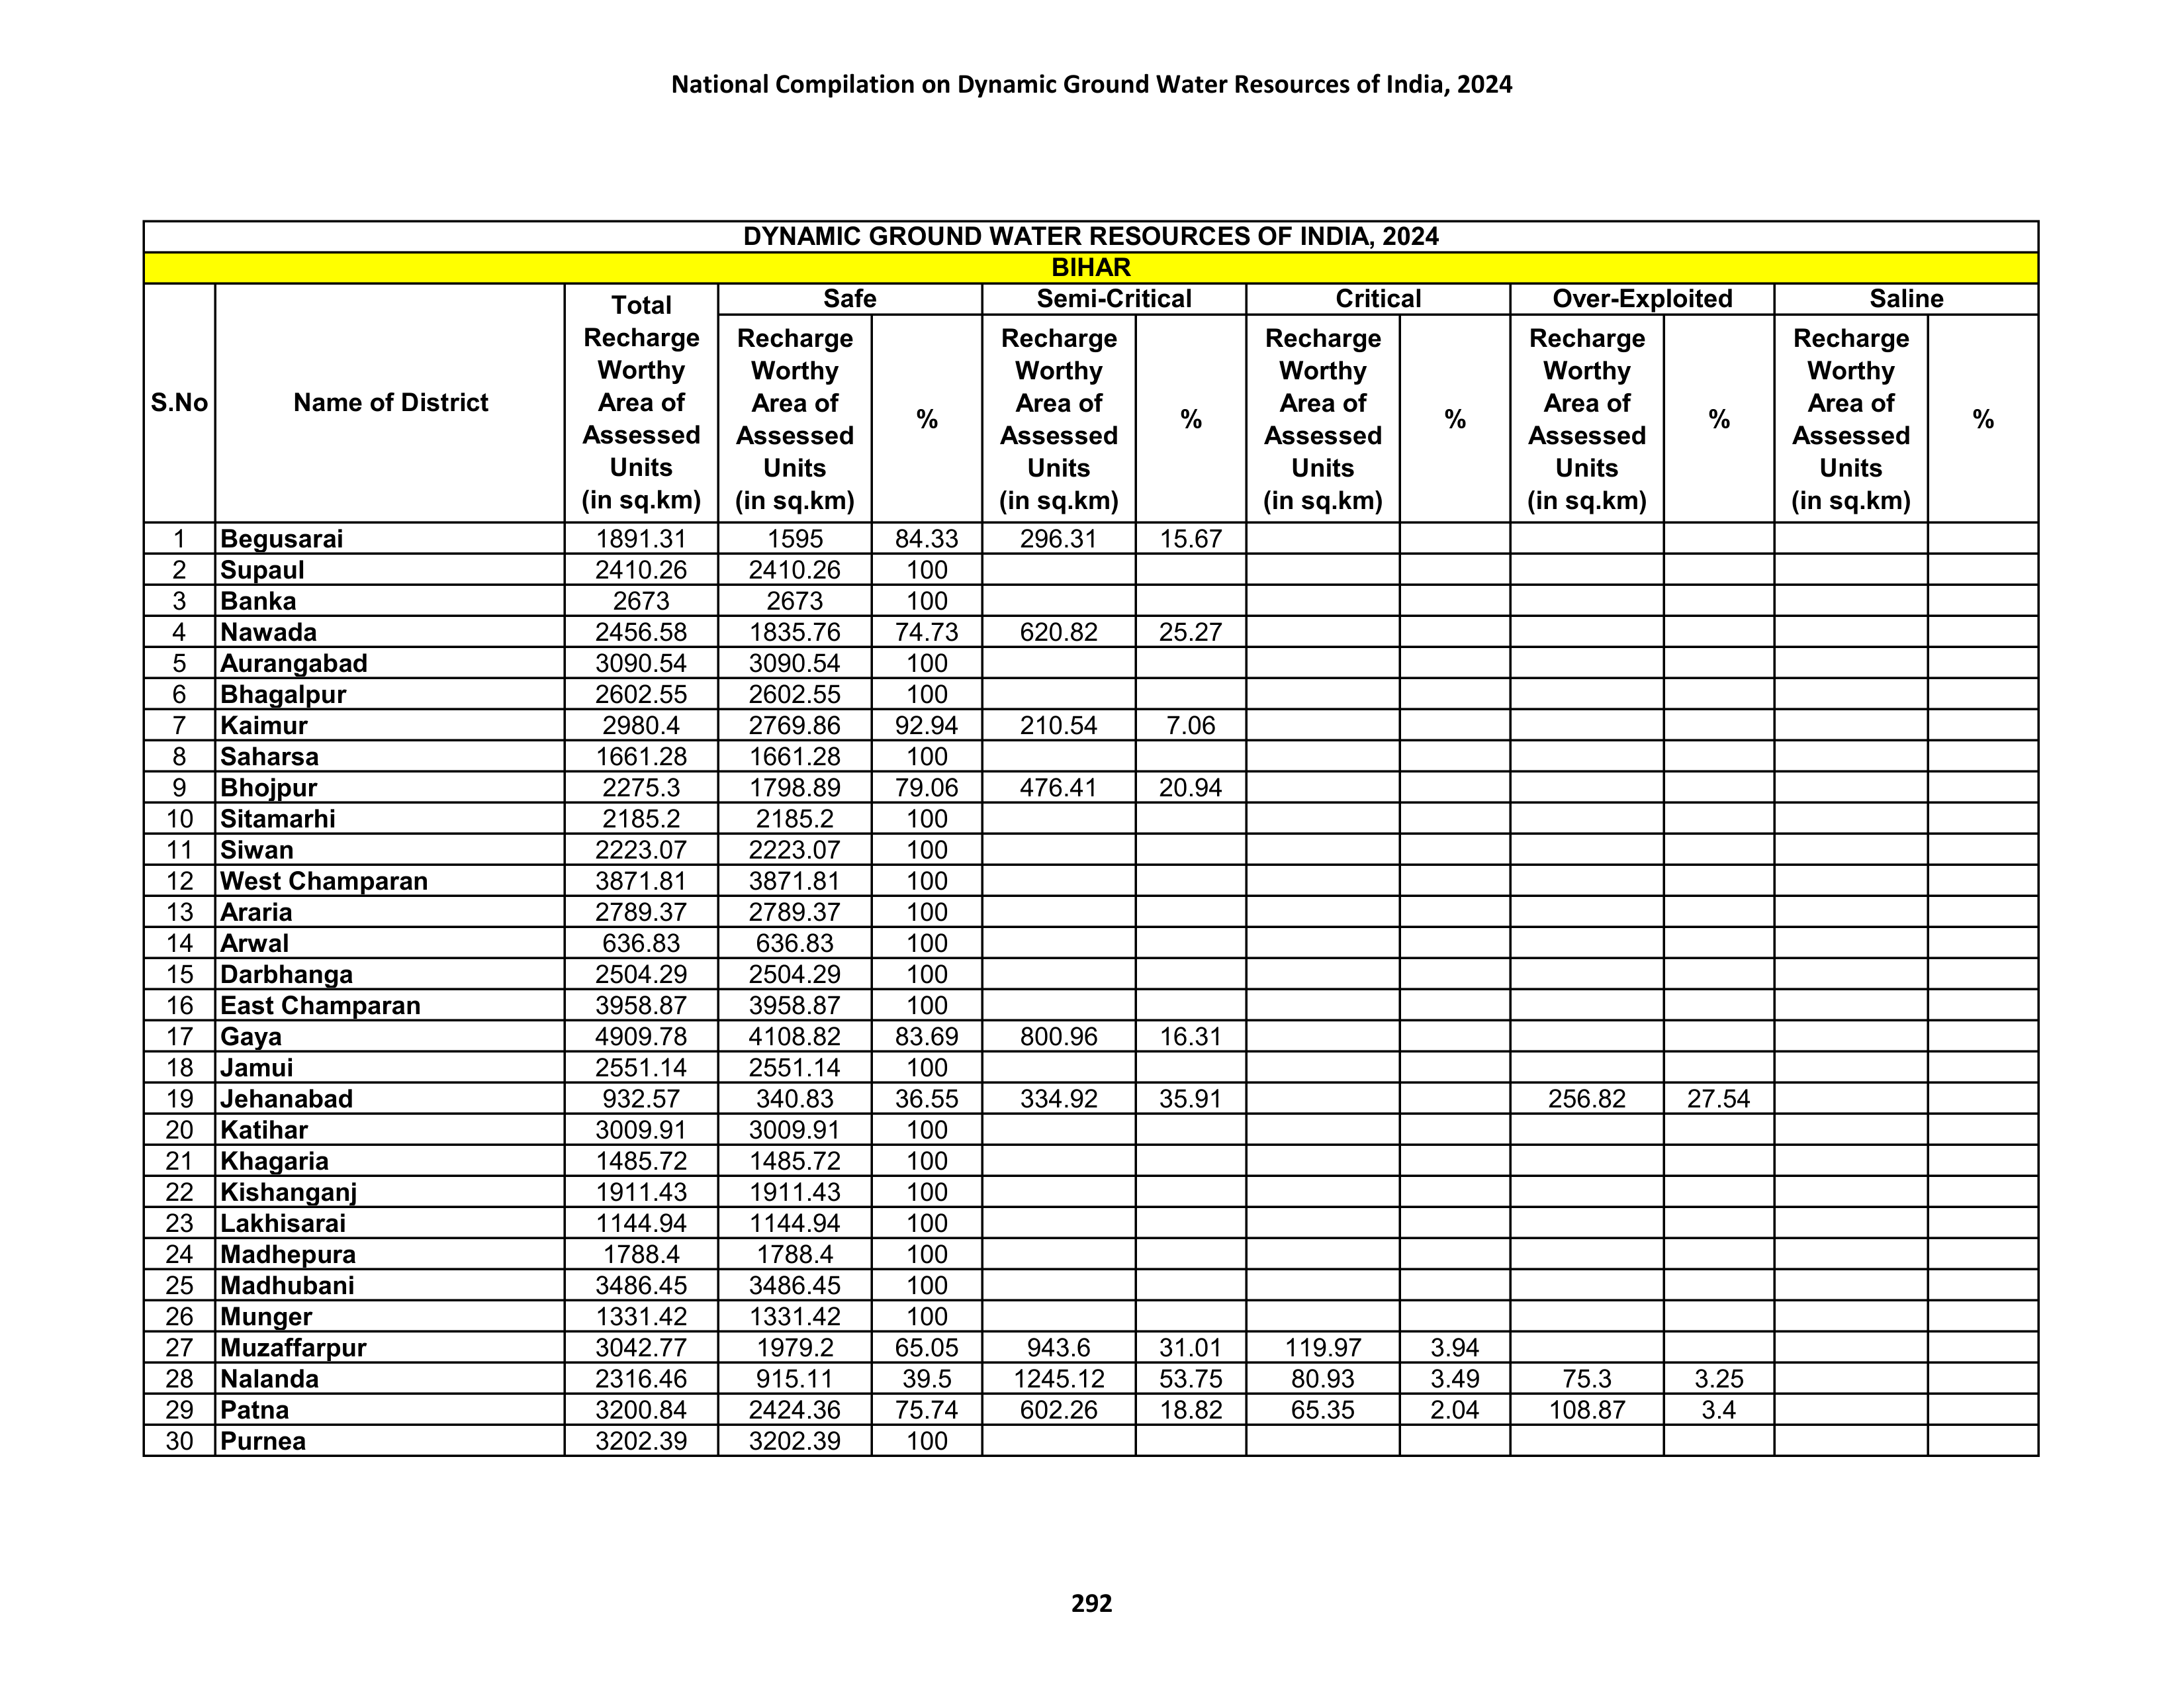 National Compilation on Dynamic Ground Water Resources of India, 2024
DYNAMIC GROUND WATER RESOURCES OF INDIA, 2024
BIHAR
S.No Name of District Total Recharge Worthy Area of Assessed Units (in sq.km) Safe Semi-Critical Critical Over-Exploited Saline
Recharge Worthy Area of Assessed Units (in sq.km) % Recharge Worthy Area of Assessed Units (in sq.km) % Recharge Worthy Area of Assessed Units (in sq.km) % Recharge Worthy Area of Assessed Units (in sq.km) % Recharge Worthy Area of Assessed Units (in sq.km) %
1 Begusarai 1891.31 1595 84.33 296.31 15.67
2 Supaul 2410.26 2410.26 100
3 Banka 2673 2673 100
4 Nawada 2456.58 1835.76 74.73 620.82 25.27
5 Aurangabad 3090.54 3090.54 100
6 Bhagalpur 2602.55 2602.55 100
7 Kaimur 2980.4 2769.86 92.94 210.54 7.06
8 Saharsa 1661.28 1661.28 100
9 Bhojpur 2275.3 1798.89 79.06 476.41 20.94
10 Sitamarhi 2185.2 2185.2 100
11 Siwan 2223.07 2223.07 100
12 West Champaran 3871.81 3871.81 100
13 Araria 2789.37 2789.37 100
14 Arwal 636.83 636.83 100
15 Darbhanga 2504.29 2504.29 100
16 East Champaran 3958.87 3958.87 100
17 Gaya 4909.78 4108.82 83.69 800.96 16.31
18 Jamui 2551.14 2551.14 100
19 Jehanabad 932.57 340.83 36.55 334.92 35.91 256.82 27.54
20 Katihar 3009.91 3009.91 100
21 Khagaria 1485.72 1485.72 100
22 Kishanganj 1911.43 1911.43 100
23 Lakhisarai 1144.94 1144.94 100
24 Madhepura 1788.4 1788.4 100
25 Madhubani 3486.45 3486.45 100
26 Munger 1331.42 1331.42 100
27 Muzaffarpur 3042.77 1979.2 65.05 943.6 31.01 119.97 3.94
28 Nalanda 2316.46 915.11 39.5 1245.12 53.75 80.93 3.49 75.3 3.25
29 Patna 3200.84 2424.36 75.74 602.26 18.82 65.35 2.04 108.87 3.4
30 Purnea 3202.39 3202.39 100
292